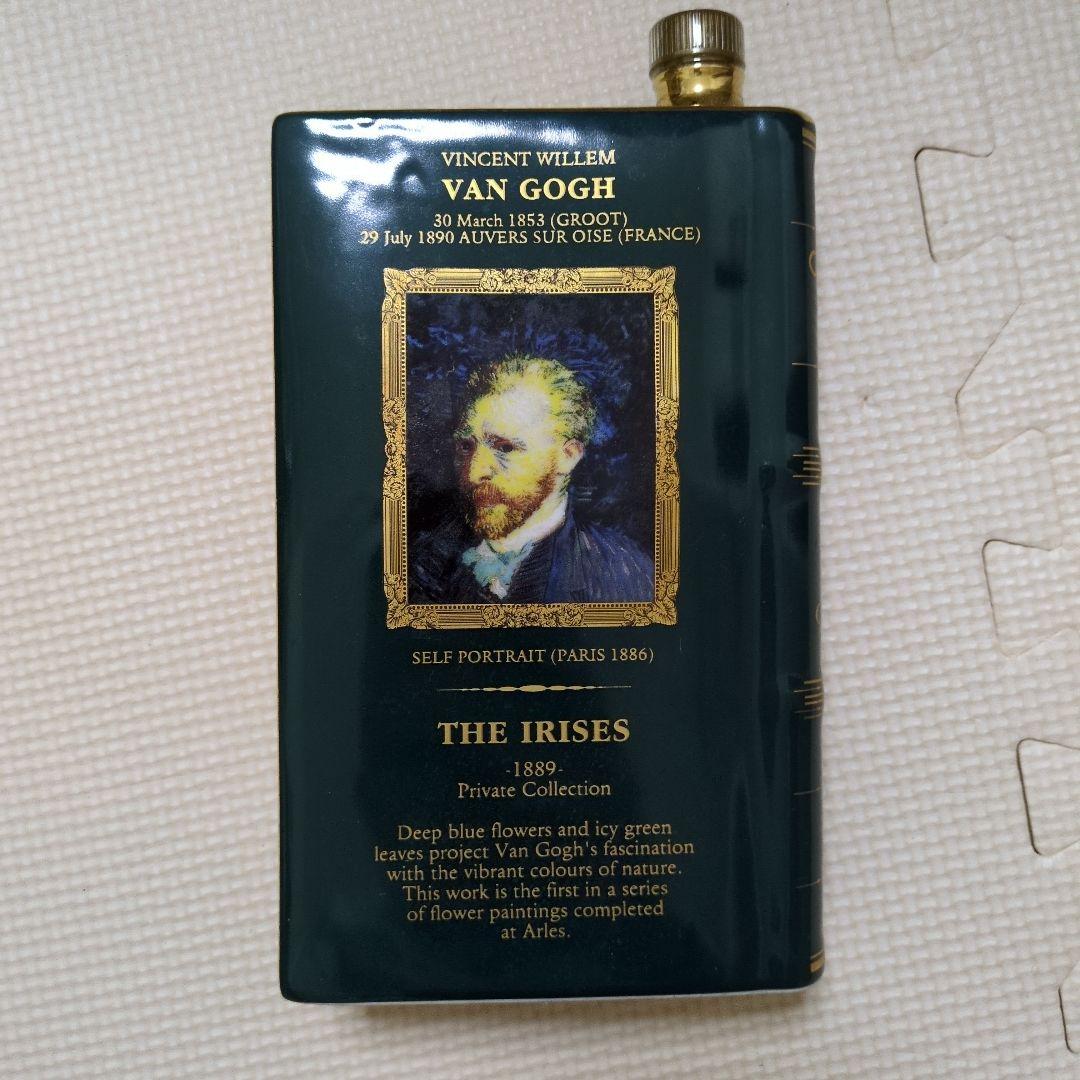 VINCENT WILLEM
VAN GOGH
30 March 1853 (GROOT)
29 July 1890 AUVERS SUR OISE (FRANCE)
SELF PORTRAIT (PARIS 1886)
THE IRISES
-1889-
Private Collection
Deep blue flowers and icy green
leaves project Van Gogh's fascination
with the vibrant colours of nature.
This work is the first in a series
of flower paintings completed
at Arles.